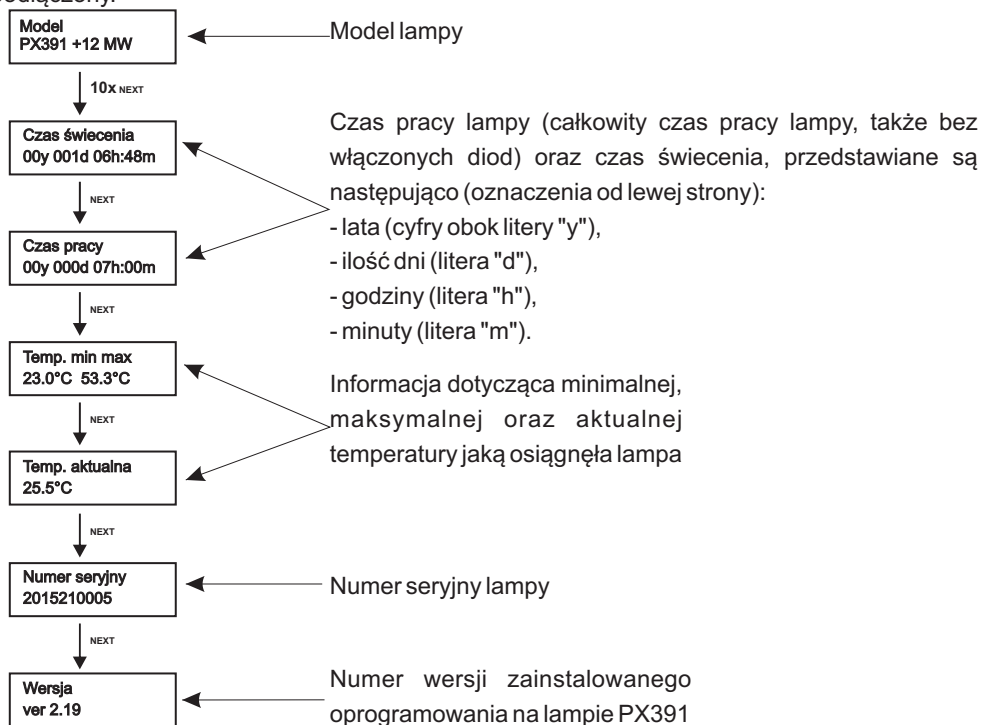 Model
PX391 +12 MW
Model lampy
10x NEXT
Czas świecenia
00y 001d 06h:48m
NEXT
Czas pracy
00y 000d 07h:00m
Czas pracy lampy (całkowity czas pracy lampy, także bez
włączonych diod) oraz czas świecenia, przedstawiane są
następująco (oznaczenia od lewej strony):
- lata (cyfry obok litery "y"),
- ilość dni (litera "d"),
- godziny (litera "h"),
- minuty (litera "m").
NEXT
Temp. min max
23.0°C 53.3°C
NEXT
Temp. aktualna
25.5°C
Informacja dotycząca minimalnej,
maksymalnej oraz aktualnej
temperatury jaką osiągnęła lampa
NEXT
Numer seryjny
2015210005
Numer seryjny lampy
NEXT
Wersja
ver 2.19
Numer wersji zainstalowanego
oprogramowania na lampie PX391